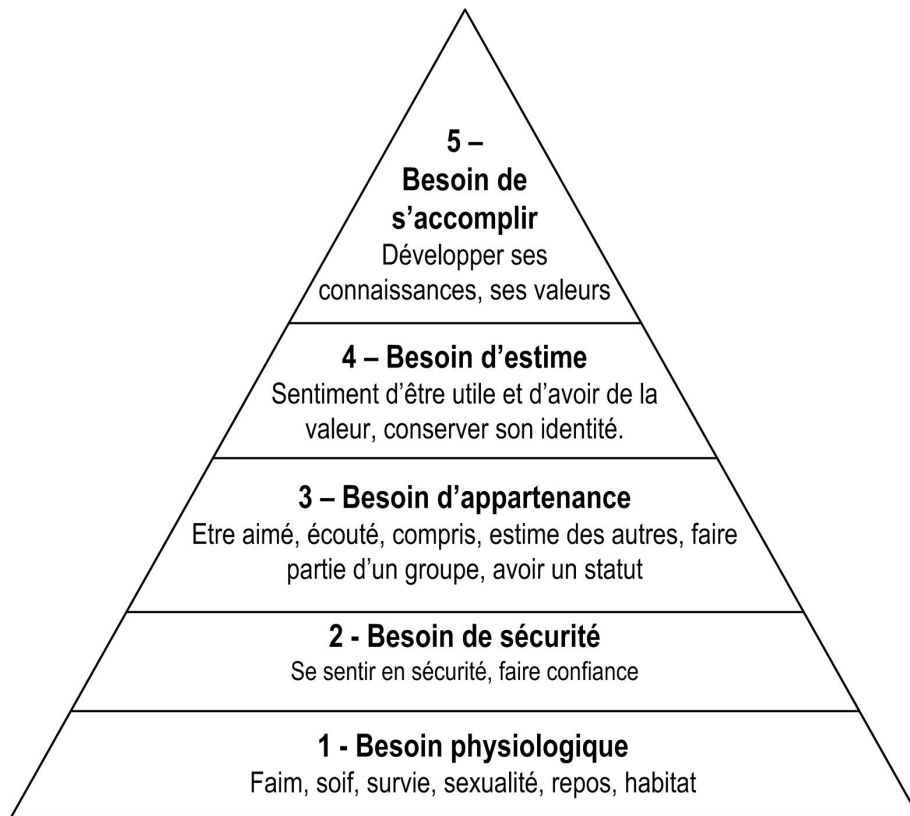 5 –
Besoin de
s’accomplir
Développer ses
connaissances, ses valeurs
4 – Besoin d’estime
Sentiment d’être utile et d’avoir de la
valeur, conserver son identité.
3 – Besoin d’appartenance
Etre aimé, écouté, compris, estime des autres, faire
partie d’un groupe, avoir un statut
2 - Besoin de sécurité
Se sentir en sécurité, faire confiance
1 - Besoin physiologique
Faim, soif, survie, sexualité, repos, habitat